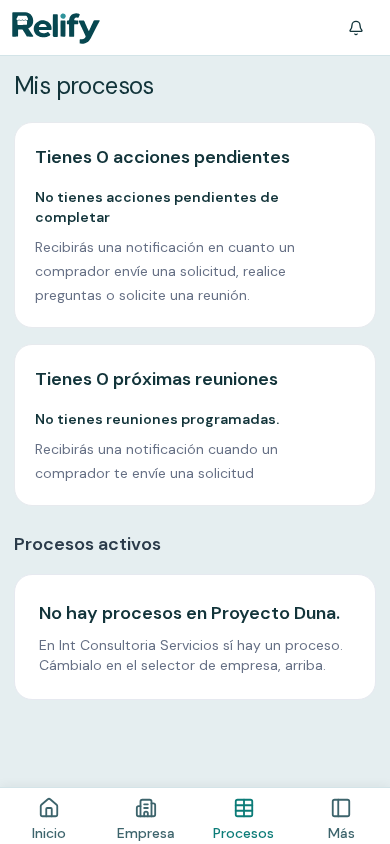 Relify
Mis procesos
Tienes 0 acciones pendientes
No tienes acciones pendientes de
completar
Recibirás una notificación en cuanto un
comprador envíe una solicitud, realice
preguntas o solicite una reunión.
Tienes 0 próximas reuniones
No tienes reuniones programadas.
Recibirás una notificación cuando un
comprador te envíe una solicitud
Procesos activos
No hay procesos en Proyecto Duna.
En Int Consultoria Servicios sí hay un proceso.
Cámbialo en el selector de empresa, arriba.
Inicio
Empresa
Procesos
Más